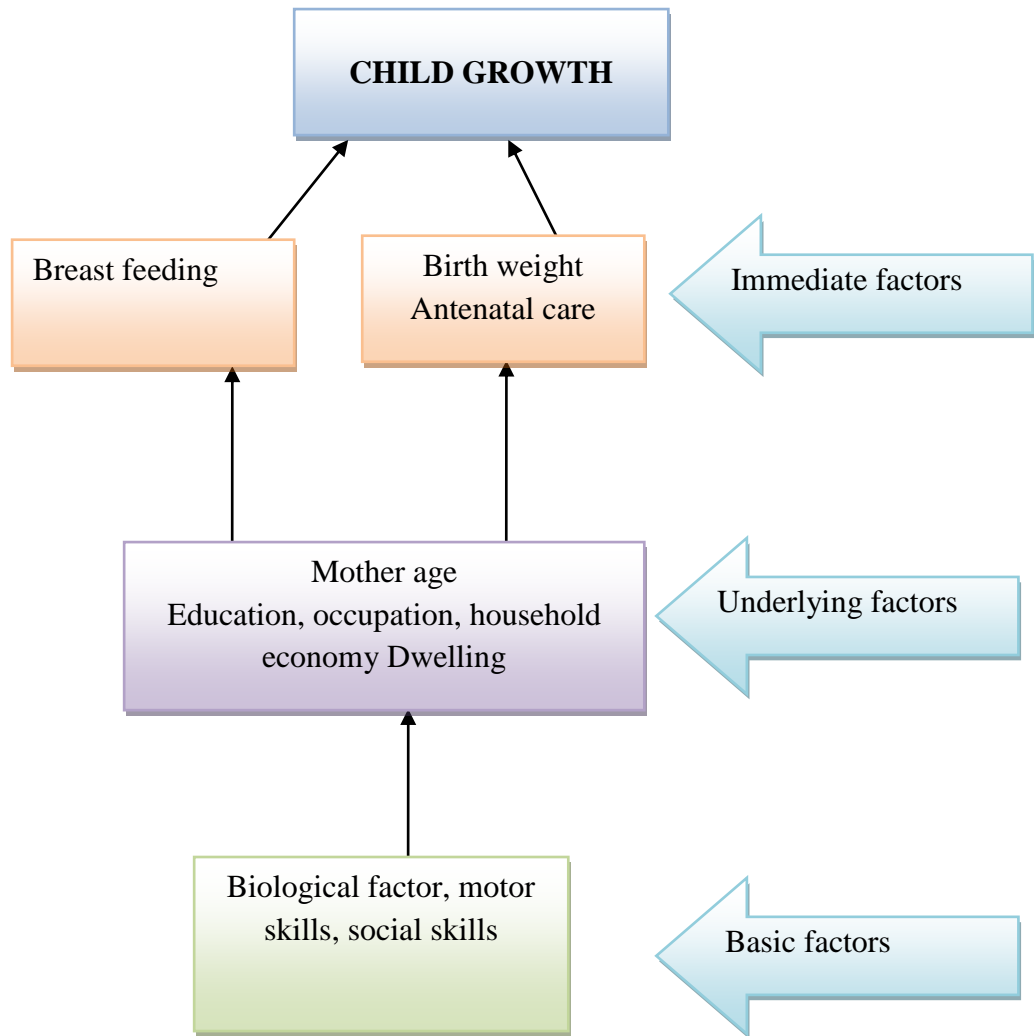 CHILD GROWTH
Breast feeding
Birth weight
Antenatal care
Immediate factors
Mother age
Education, occupation, household
economy Dwelling
Underlying factors
Biological factor, motor
skills, social skills
Basic factors